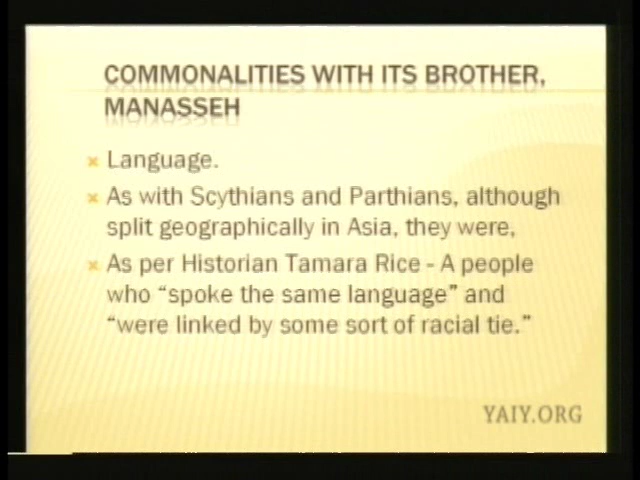 COMMONALITIES WITH ITS BROTHER,
MANASSEH
Language.
As with Scythians and Parthians, although
split geographically in Asia, they were,
As per Historian Tamara Rice - A people
who “spoke the same language” and
“were linked by some sort of racial tie.”
YAIY.ORG